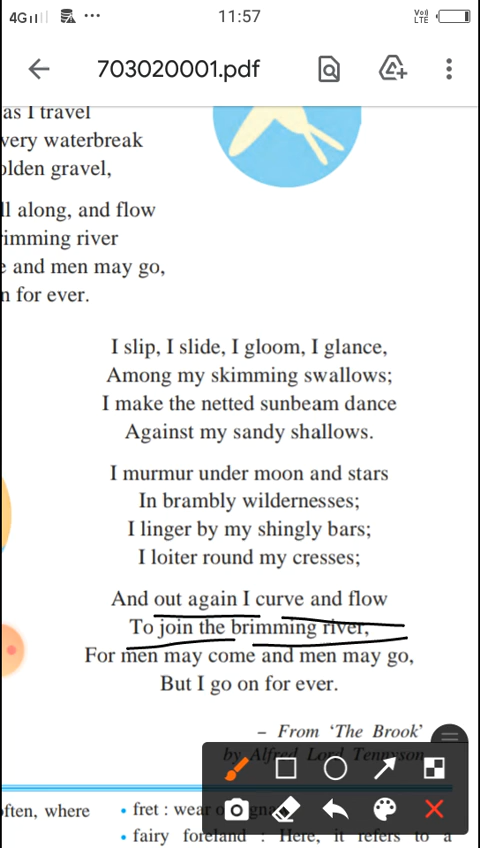 4G
11:57
Vo)
LTE
703020001.pdf
as I travel
very waterbreak
olden gravel,
ll along, and flow
rimming river
e and men may go,
n for ever.
I slip, I slide, I gloom, I glance,
Among my skimming swallows;
I make the netted sunbeam dance
Against my sandy shallows.
I murmur under moon and stars
In brambly wildernesses;
I linger by my shingly bars;
I loiter round my cresses;
And out again I curve and flow
To join the brimming river,
For men may come and men may go,
But I go on for ever.
– From ‘The Brook’
by Alfred Lord Tennyson
often, where
• fret : wear
• fairy foreland : Here, it refers to a